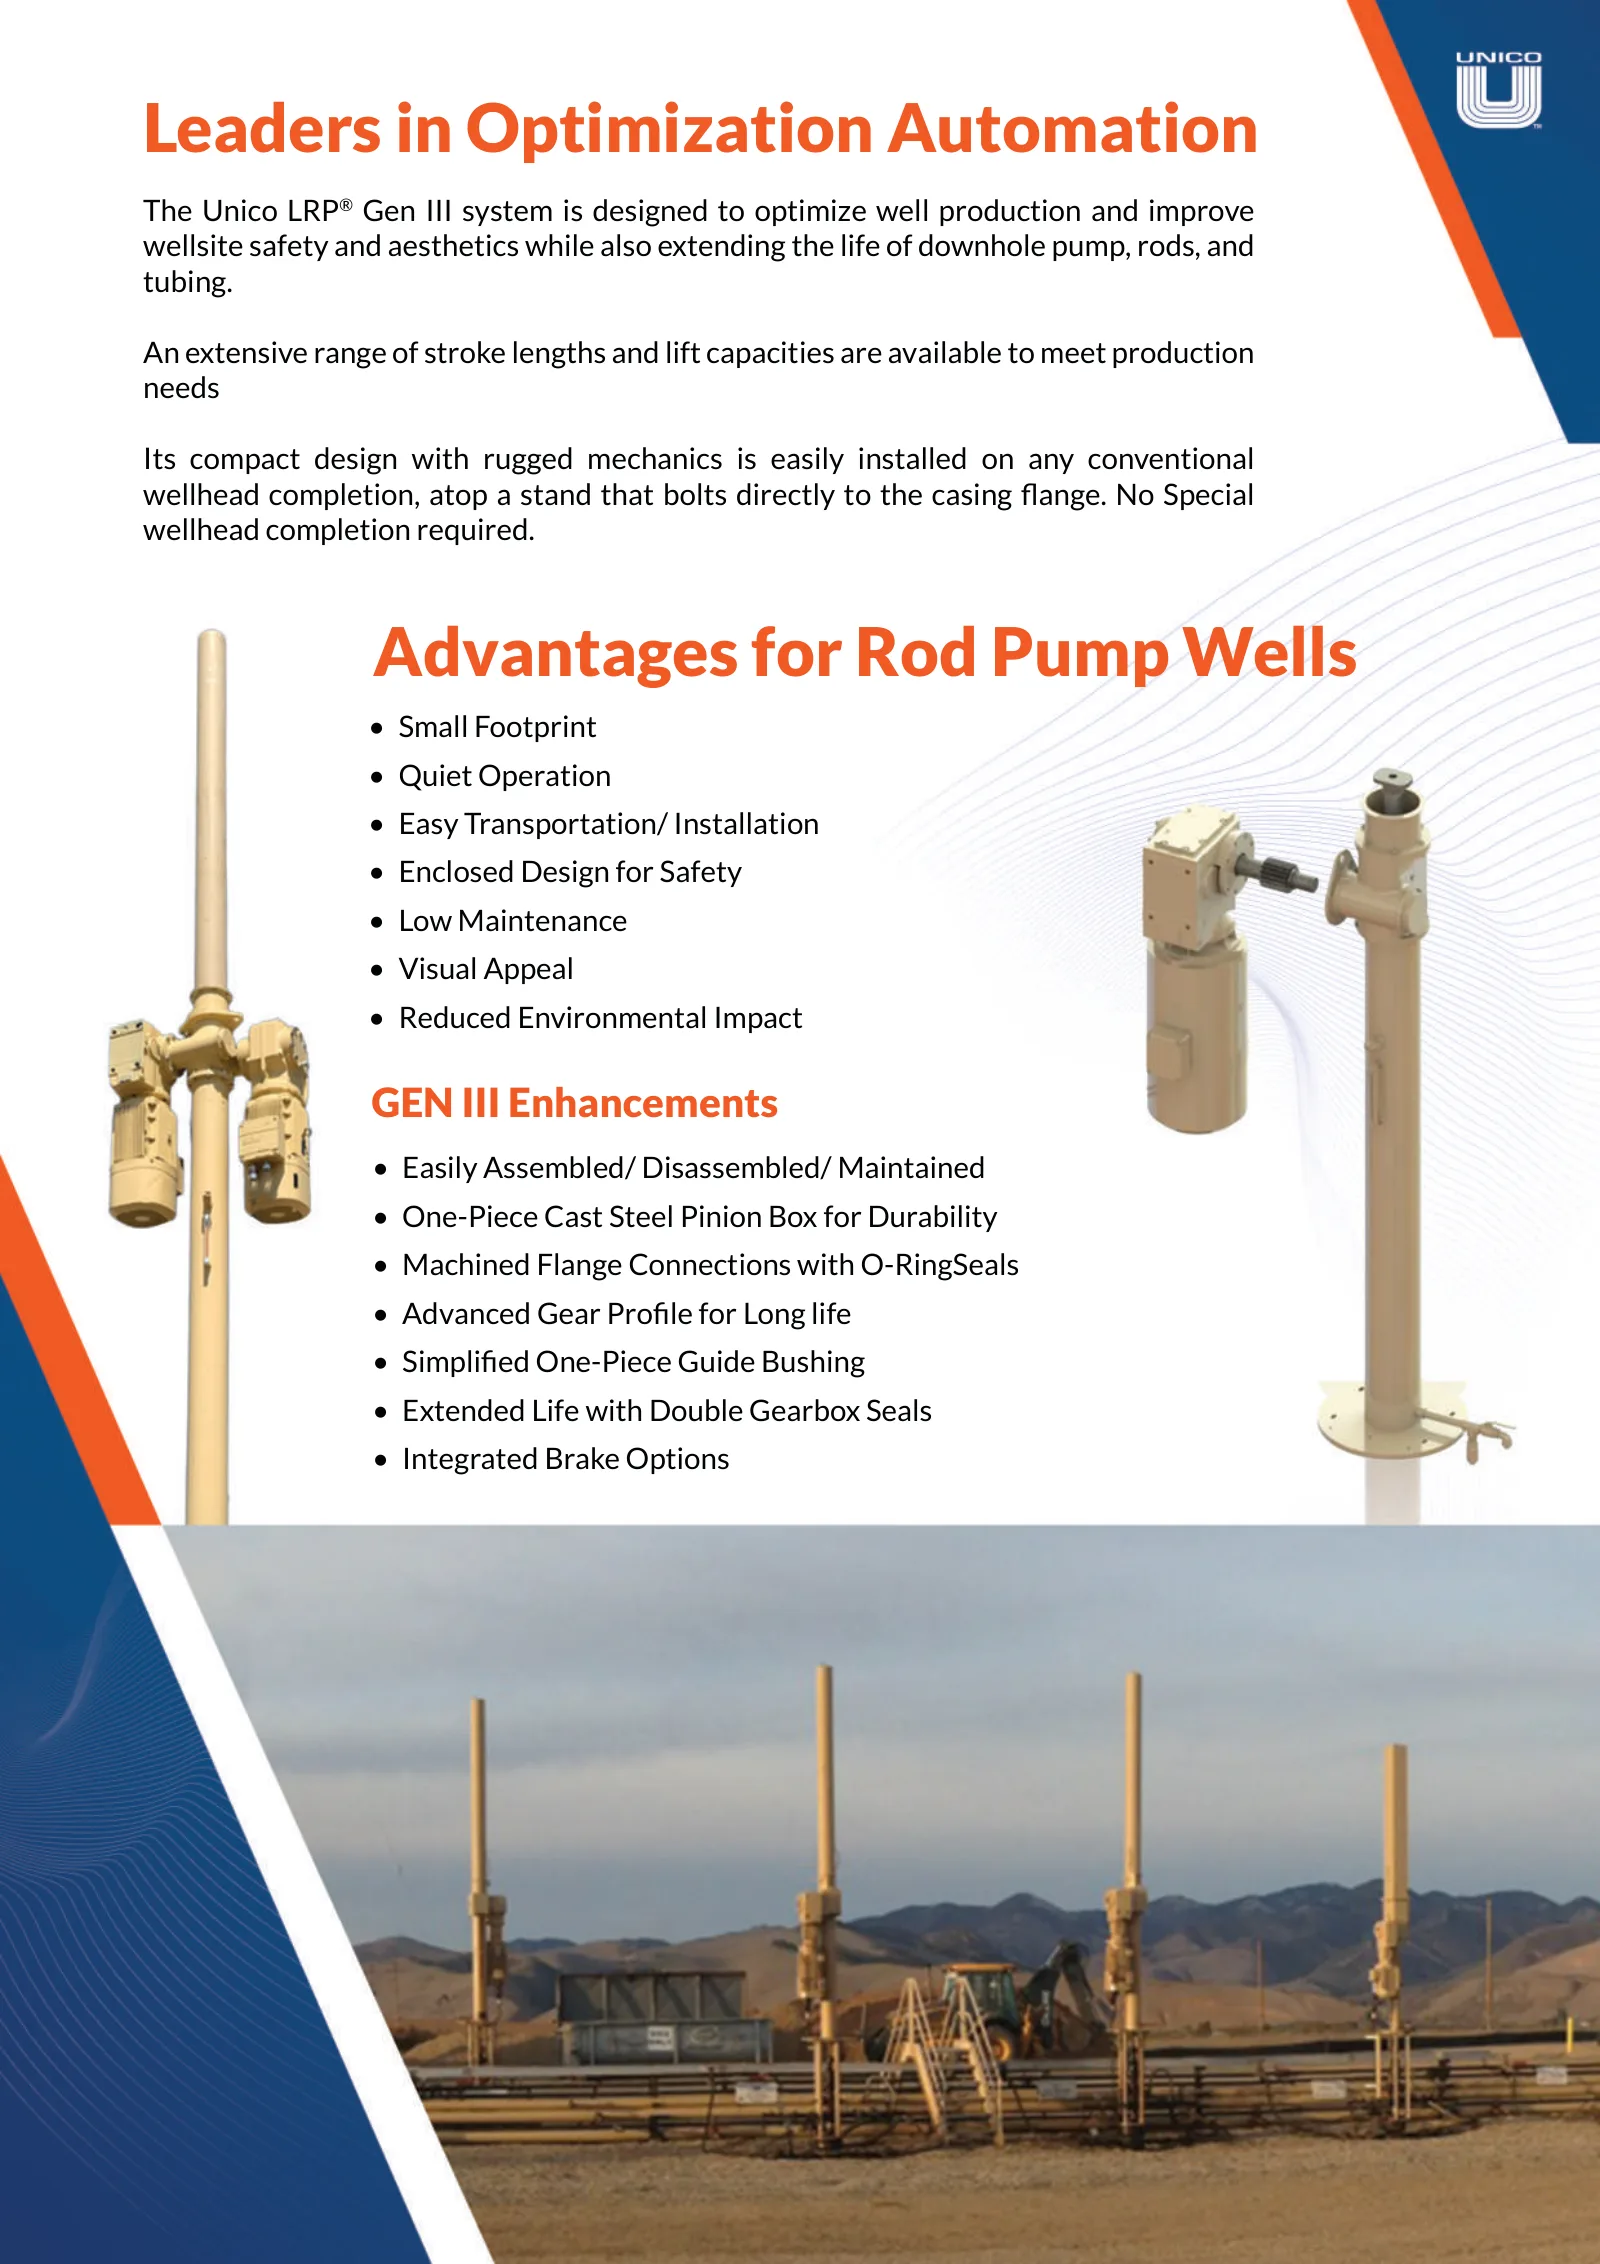 UNICO
Leaders in Optimization Automation
The Unico LRP® Gen III system is designed to optimize well production and improve
wellsite safety and aesthetics while also extending the life of downhole pump, rods, and
tubing.
An extensive range of stroke lengths and lift capacities are available to meet production
needs
Its compact design with rugged mechanics is easily installed on any conventional
wellhead completion, atop a stand that bolts directly to the casing flange. No Special
wellhead completion required.
Advantages for Rod Pump Wells
• Small Footprint
• Quiet Operation
• Easy Transportation/ Installation
• Enclosed Design for Safety
• Low Maintenance
• Visual Appeal
• Reduced Environmental Impact
GEN III Enhancements
• Easily Assembled/ Disassembled/ Maintained
• One-Piece Cast Steel Pinion Box for Durability
• Machined Flange Connections with O-RingSeals
• Advanced Gear Profile for Long life
• Simplified One-Piece Guide Bushing
• Extended Life with Double Gearbox Seals
• Integrated Brake Options